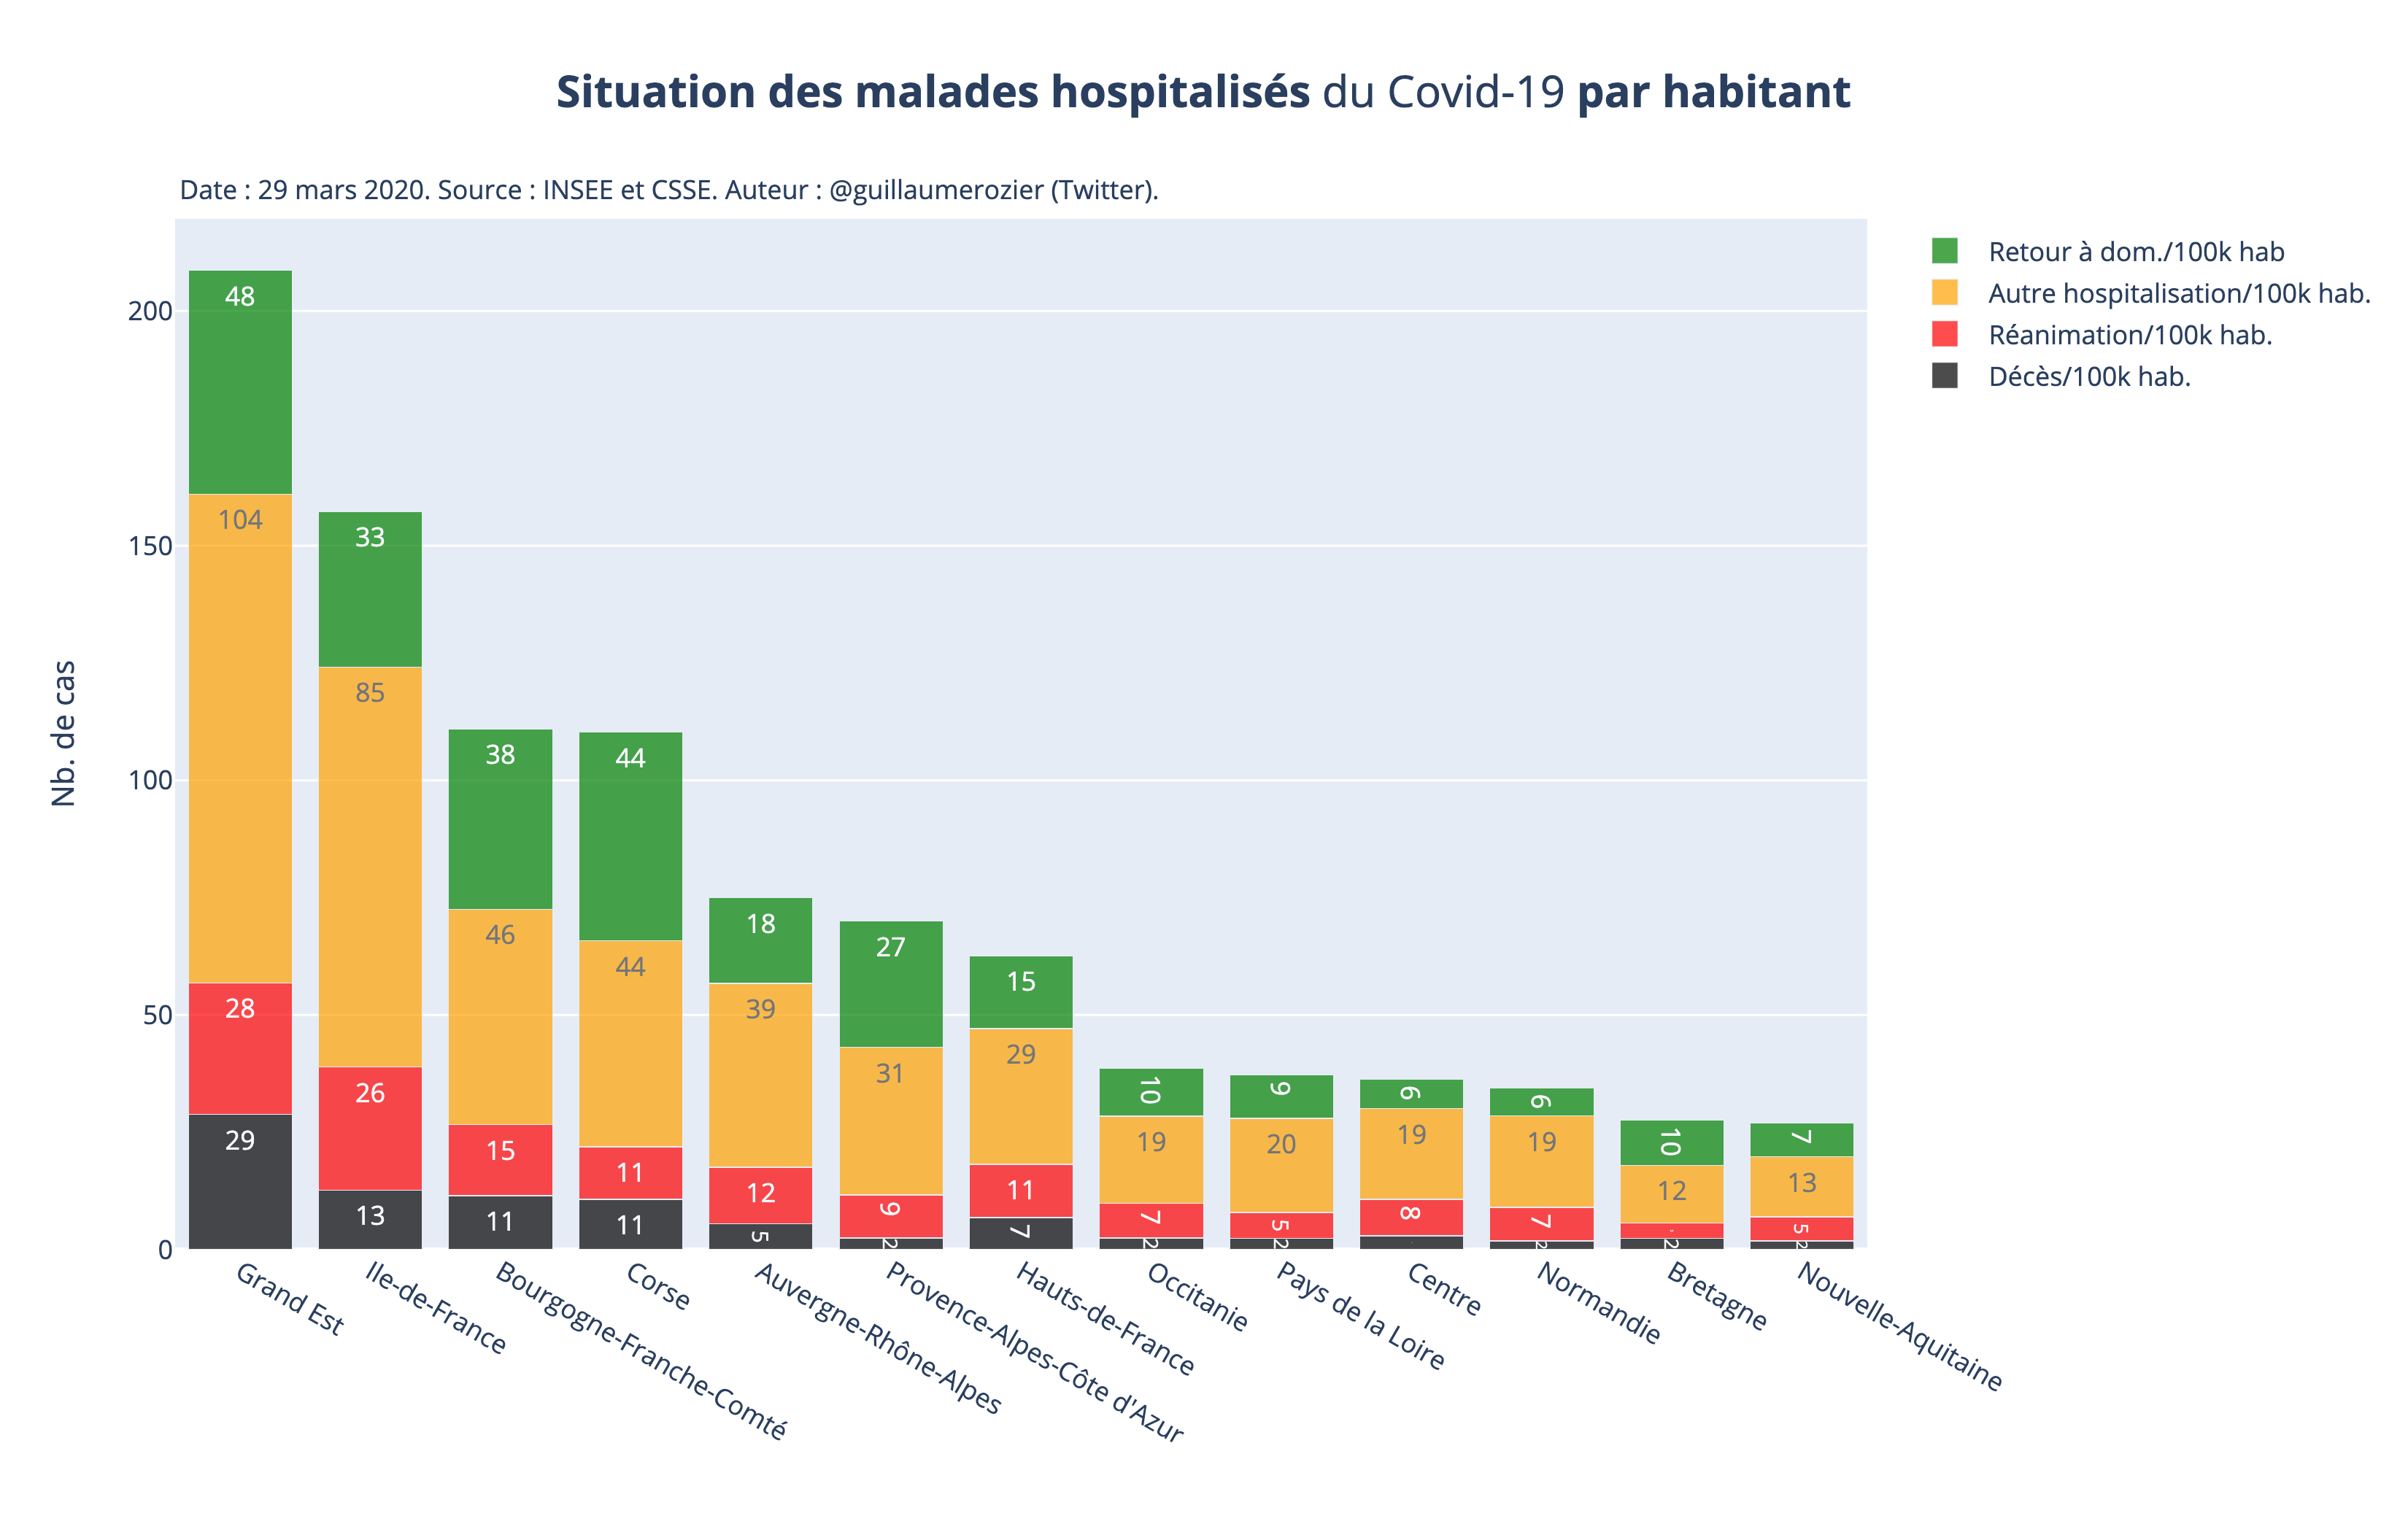 Situation des malades hospitalisés du Covid-19 par habitant
Date : 29 mars 2020. Source : INSEE et CSSE. Auteur : @guillaumerozier (Twitter).
Retour à dom./100k hab
Autre hospitalisation/100k hab.
Réanimation/100k hab.
Décès/100k hab.
Nb. de cas
200
150
100
50
0
48
104
28
29
33
85
26
13
38
46
15
11
44
44
11
11
18
39
12
5
27
31
9
2
15
29
11
7
10
19
7
2
9
20
5
2
6
19
8
6
19
7
2
10
12
2
7
13
5
2
Grand Est
Ile-de-France
Bourgogne-Franche-Comté
Corse
Auvergne-Rhône-Alpes
Provence-Alpes-Côte d'Azur
Hauts-de-France
Occitanie
Pays de la Loire
Centre
Normandie
Bretagne
Nouvelle-Aquitaine